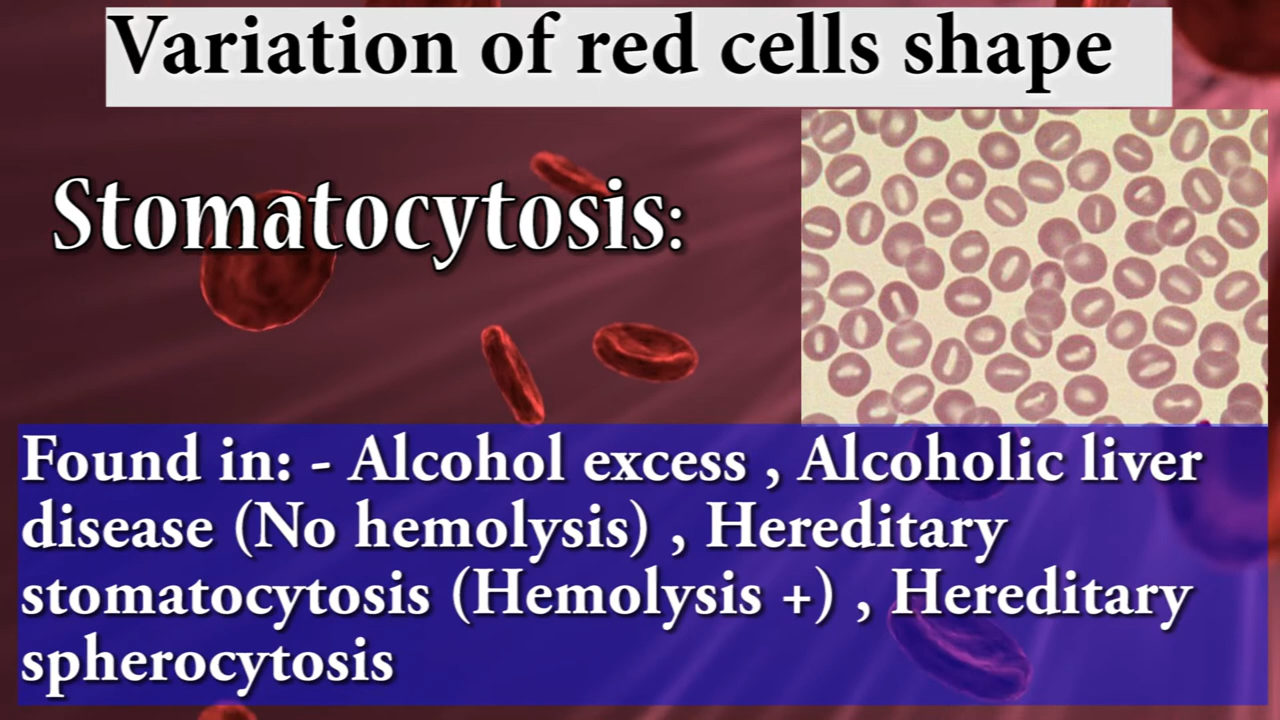 Variation of red cells shape
Stomatocytosis:
Found in: - Alcohol excess , Alcoholic liver
disease (No hemolysis) , Hereditary
stomatocytosis (Hemolysis +) , Hereditary
spherocytosis